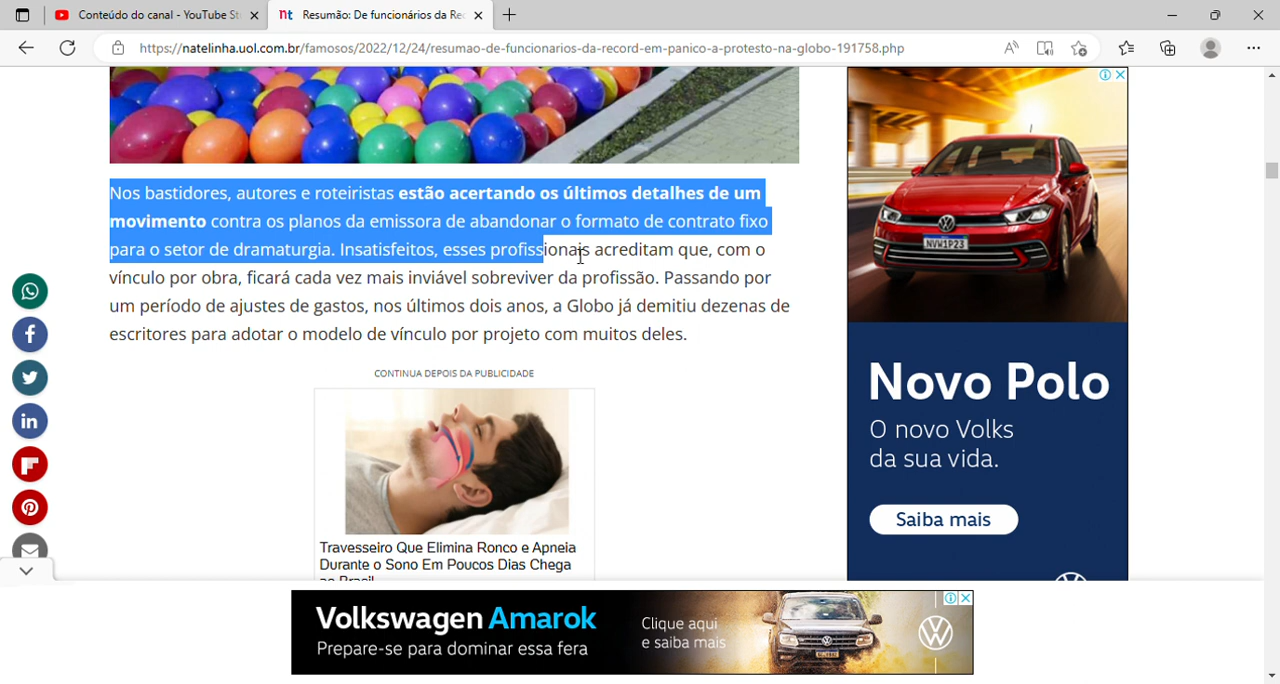 Conteúdo do canal - YouTube St
Resumão: De funcionários da Rec
https://natelinha.uol.com.br/famosos/2022/12/24/resumao-de-funcionarios-da-record-em-panico-a-protesto-na-globo-191758.php
Nos bastidores, autores e roteiristas estão acertando os últimos detalhes de um
movimento contra os planos da emissora de abandonar o formato de contrato fixo
para o setor de dramaturgia. Insatisfeitos, esses profissionais acreditam que, com o
vínculo por obra, ficará cada vez mais inviável sobreviver da profissão. Passando por
um período de ajustes de gastos, nos últimos dois anos, a Globo já demitiu dezenas de
escritores para adotar o modelo de vínculo por projeto com muitos deles.
CONTINUA DEPOIS DA PUBLICIDADE
Travesseiro Que Elimina Ronco e Apneia
Durante o Sono Em Poucos Dias Chega
ao Brasil
NVW1P23
Novo Polo
O novo Volks
da sua vida.
Saiba mais
Volkswagen Amarok
Prepare-se para dominar essa fera
Clique aqui
e saiba mais